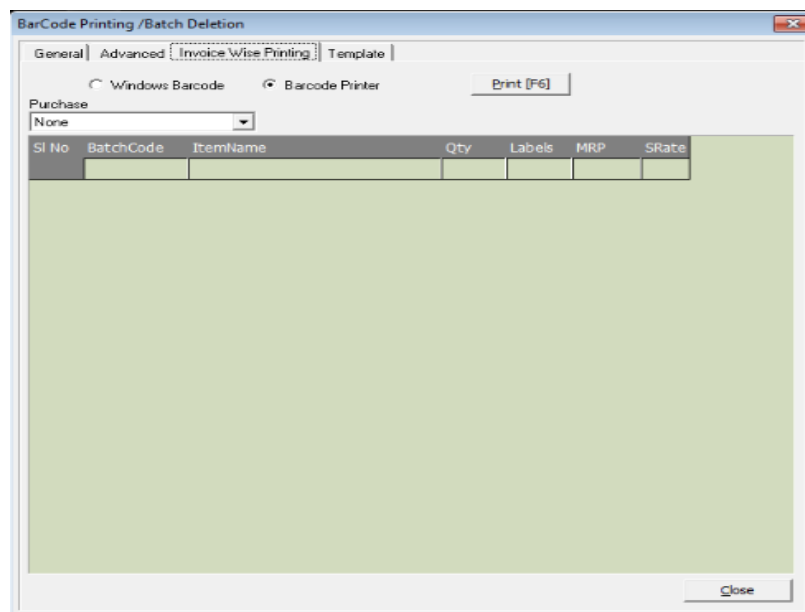 BarCode Printing /Batch Deletion
General Advanced Invoice Wise Printing Template
Windows Barcode Barcode Printer Print [F6]
Purchase
None
Sl No BatchCode ItemName Qty Labels MRP SRate
Close